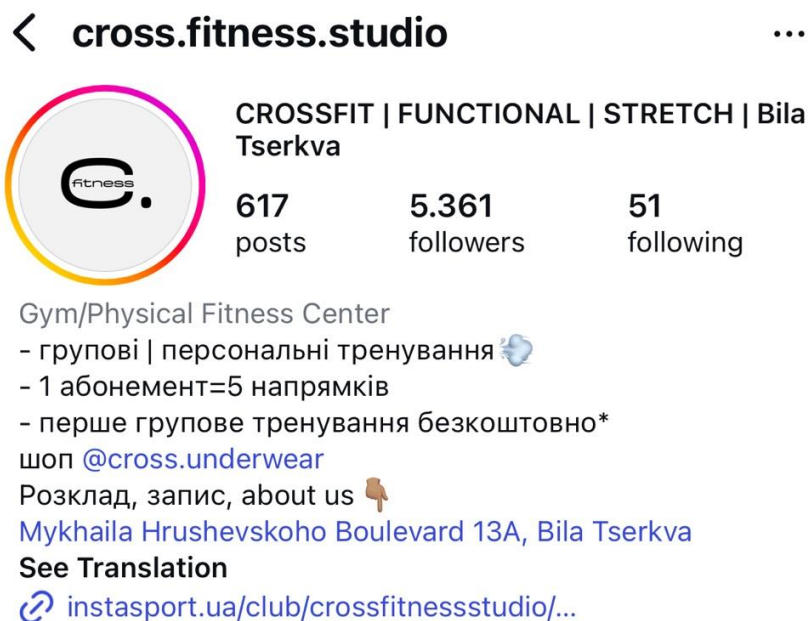 cross.fitness.studio
CROSSFIT | FUNCTIONAL | STRETCH | Bila
Tserkva
fitness
C.
617
posts
5.361
followers
51
following
Gym/Physical Fitness Center
- групові | персональні тренування💨
- 1 абонемент=5 напрямків
- перше групове тренування безкоштовно*
шоп @cross.underwear
Розклад, запис, about us 👇🏽
Mykhaila Hrushevskoho Boulevard 13A, Bila Tserkva
See Translation
instasport.ua/club/crossfitnessstudio/...